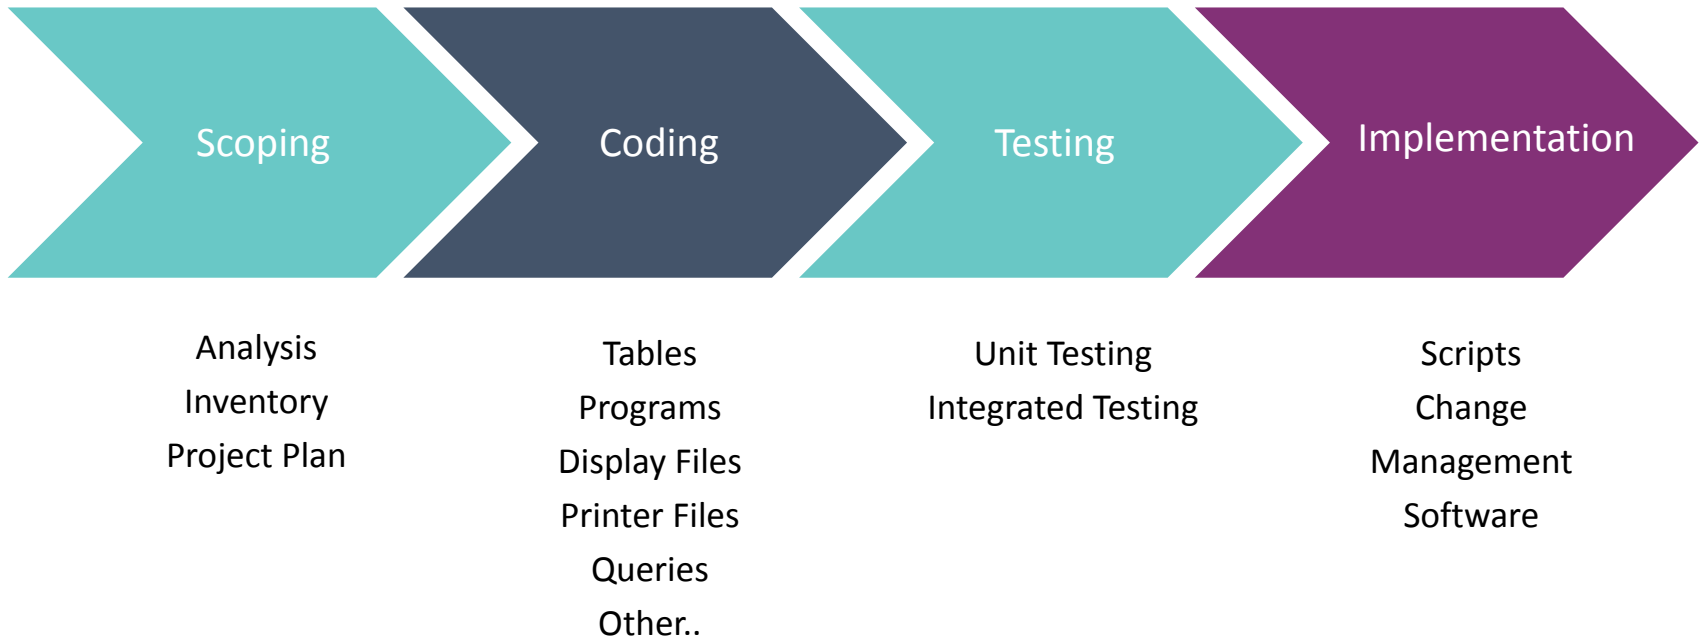 Scoping
Coding
Testing
Implementation
Analysis
Inventory
Project Plan
Tables
Programs
Display Files
Printer Files
Queries
Other..
Unit Testing
Integrated Testing
Scripts
Change
Management
Software